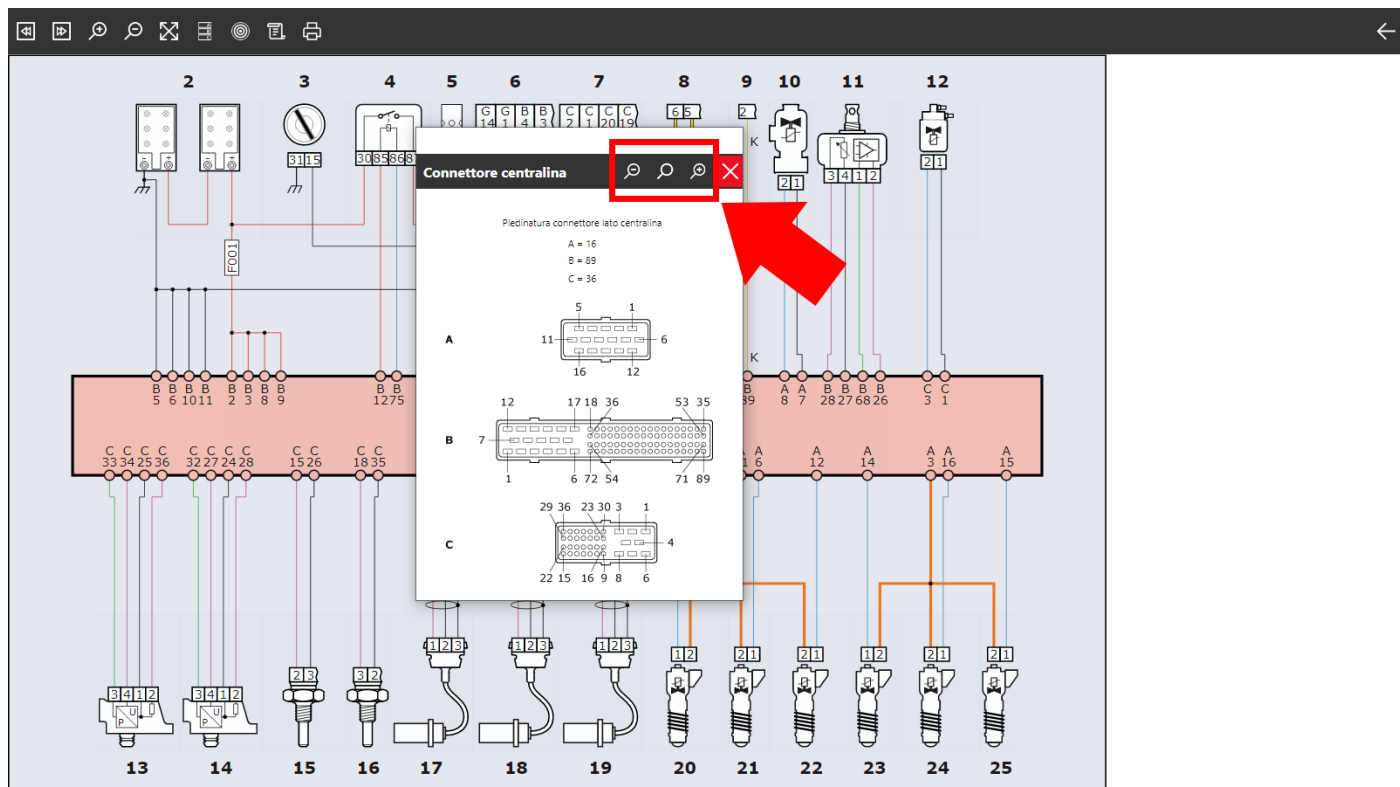 2 3 4 5 6 7 8 9 10 11 12
G G B B C C C C 6 5 2
14 1 4 3 2 1 20 19
K
31 15 30 85 86 8
2 1 3 4 1 2 2 1
Connettore centralina
Piedinatura connettore lato centralina
A = 16
B = 89
C = 36
F001
5 1
A 11 6
16 12
K
B B B B B B B B B B B A A B B B B C C
5 6 10 11 2 3 8 9 12 75 39 8 7 28 27 68 26 3 1
12 17 18 36 53 35
B 7
1 6 72 54 71 89
C C C C C C C C C C C C A A A A A A
33 34 25 36 32 27 24 28 15 26 18 35 1 6 12 14 3 16 15
29 36 23 30 3 1
C 4
22 15 16 9 8 6
1 2 3 1 2 3 1 2 3 1 2 2 1 2 1 1 2 2 1 2 1
2 3 3 2
3 4 1 2 3 4 1 2
U U
P P
13 14 15 16 17 18 19 20 21 22 23 24 25